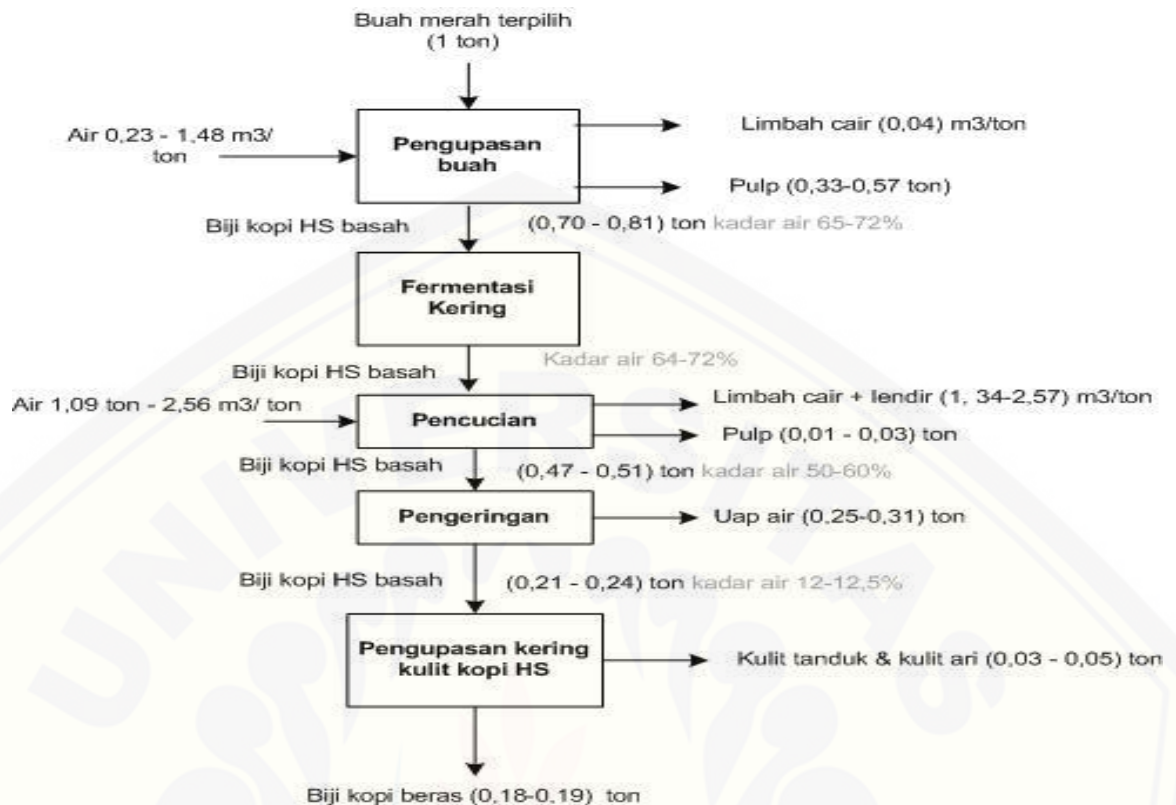 Buah merah terpilih
(1 ton)
Air 0,23 - 1,48 m3/
ton
Pengupasan
buah
Limbah cair (0,04) m3/ton
Pulp (0,33-0,57 ton)
Biji kopi HS basah
(0,70 - 0,81) ton kadar air 65-72%
Fermentasi
Kering
Kadar air 64-72%
Biji kopi HS basah
Air 1,09 ton - 2,56 m3/ ton
Pencucian
Limbah cair + lendir (1, 34-2,57) m3/ton
Pulp (0,01 - 0,03) ton
Biji kopi HS basah
(0,47 - 0,51) ton kadar air 50-60%
Pengeringan
Uap air (0,25-0,31) ton
Biji kopi HS basah
(0,21 - 0,24) ton kadar air 12-12,5%
Pengupasan kering
kulit kopi HS
Kulit tanduk & kulit ari (0,03 - 0,05) ton
Biji kopi beras (0,18-0,19) ton
UNIVERSITAS